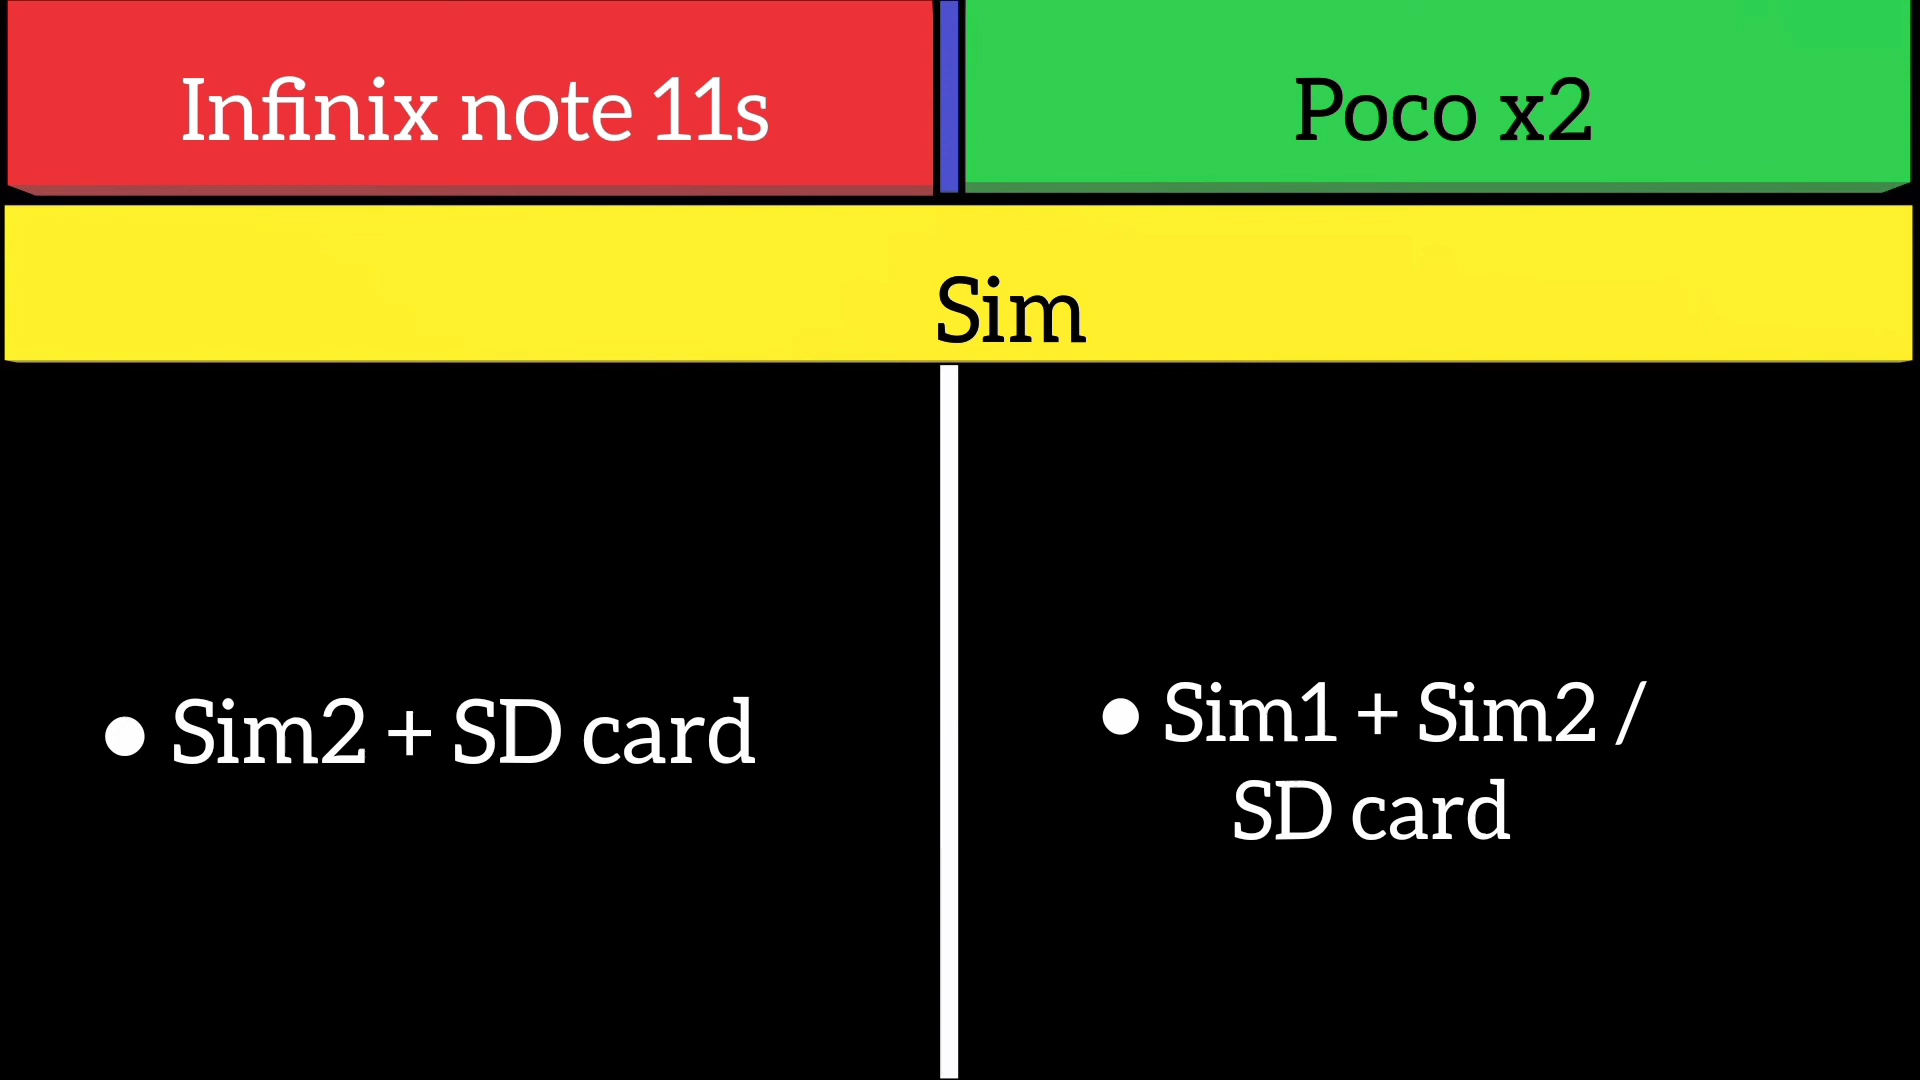 Infinix note 11s
Poco x2
Sim
● Sim2 + SD card
● Sim1 + Sim2 /
SD card